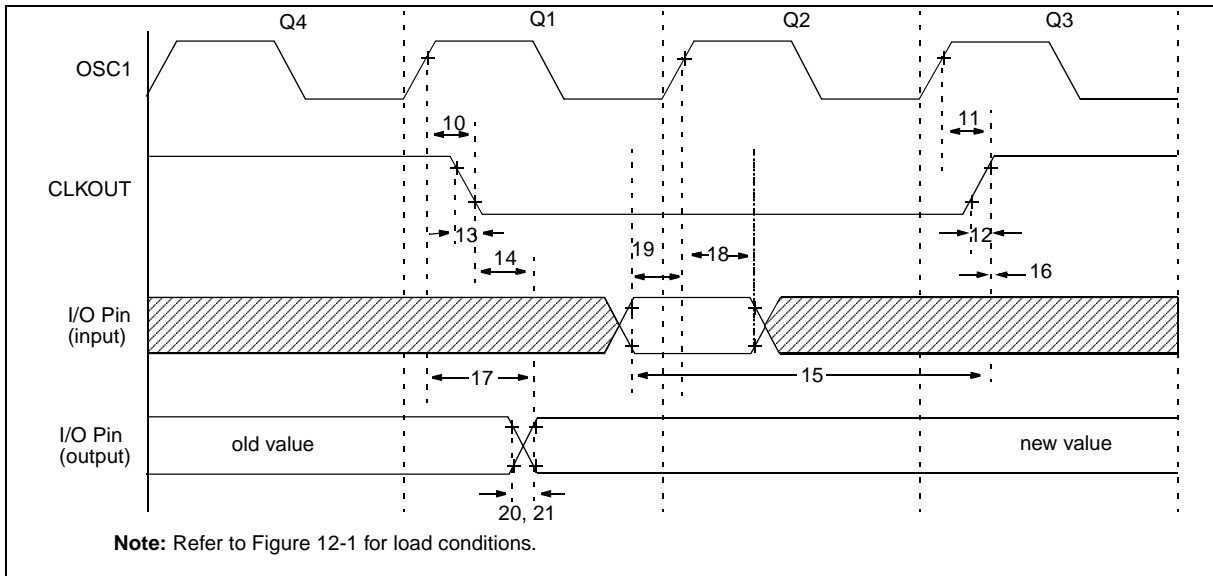 Q4 Q1 Q2 Q3
OSC1
10 11
CLKOUT
13 19 18 12
14 16
I/O Pin
(input)
17 15
I/O Pin
(output)
old value new value
20, 21
Note: Refer to Figure 12-1 for load conditions.